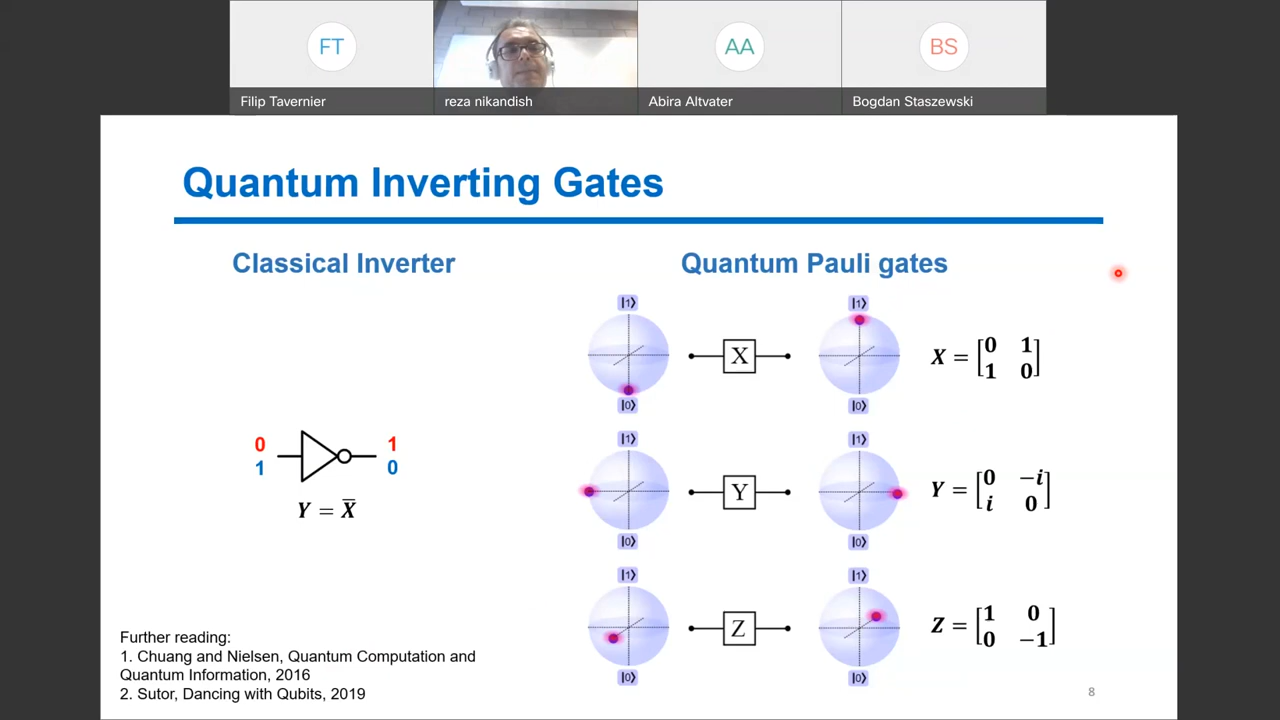 FT
AA
BS
Filip Tavernier
reza nikandish
Abira Altvater
Bogdan Staszewski
Quantum Inverting Gates
Classical Inverter
Quantum Pauli gates
0 1
1 0
Y = X̅
|1⟩ |1⟩
X
|0⟩ |0⟩
X = [0 1
1 0]
|1⟩ |1⟩
Y
|0⟩ |0⟩
Y = [0 −i
i 0]
|1⟩ |1⟩
Z
|0⟩ |0⟩
Z = [1 0
0 −1]
Further reading:
1. Chuang and Nielsen, Quantum Computation and
Quantum Information, 2016
2. Sutor, Dancing with Qubits, 2019
8